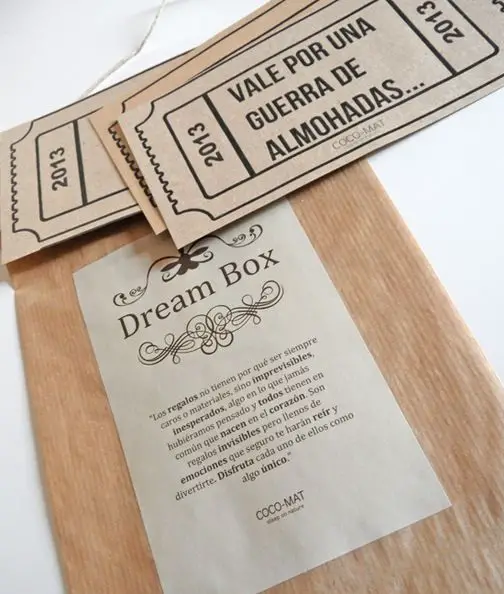 VALE POR UNA
GUERRA DE
ALMOHADAS...
2013
2013
2013
COCO-MAT
Dream Box
"Los regalos no tienen por qué ser siempre
caros o materiales, sino imprevisibles,
inesperados, algo en lo que jamás
hubiéramos pensado y todos tienen en
común que nacen en el corazón. Son
regalos invisibles pero llenos de
emociones que seguro te harán reír y
divertirte. Disfruta cada uno de ellos como
algo único."
COCO-MAT
sleep on nature